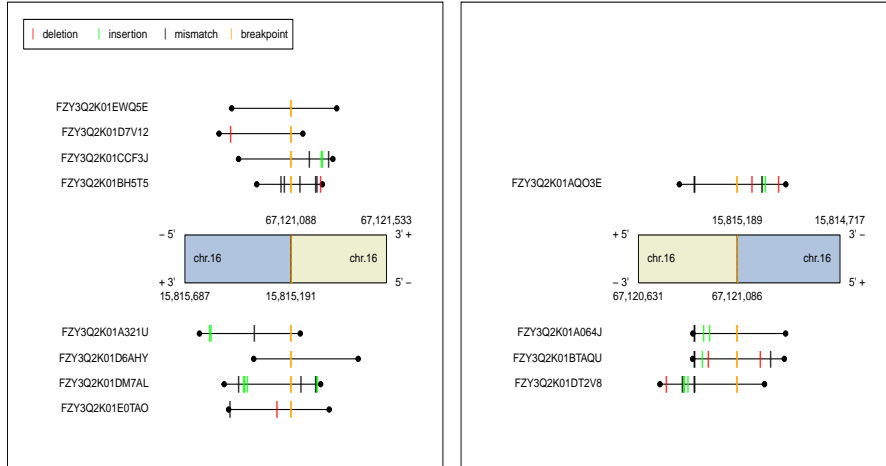 deletion insertion mismatch breakpoint
FZY3Q2K01EWQ5E
FZY3Q2K01D7V12
FZY3Q2K01CCF3J
FZY3Q2K01BH5T5
67,121,088 67,121,533
− 5' 3' +
chr.16 chr.16
+ 3' 5' −
15,815,687 15,815,191
FZY3Q2K01A321U
FZY3Q2K01D6AHY
FZY3Q2K01DM7AL
FZY3Q2K01E0TAO
FZY3Q2K01AQO3E
15,815,189 15,814,717
+ 5' 3' −
chr.16 chr.16
− 3' 5' +
67,120,631 67,121,086
FZY3Q2K01A064J
FZY3Q2K01BTAQU
FZY3Q2K01DT2V8